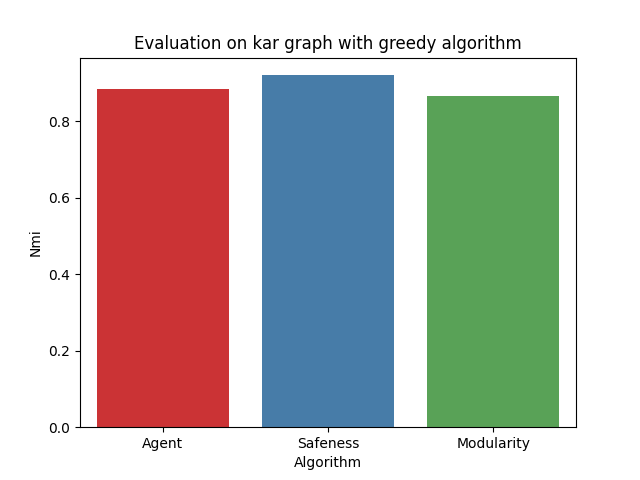 Evaluation on kar graph with greedy algorithm
Nmi
0.8
0.6
0.4
0.2
0.0
Agent
Safeness
Modularity
Algorithm